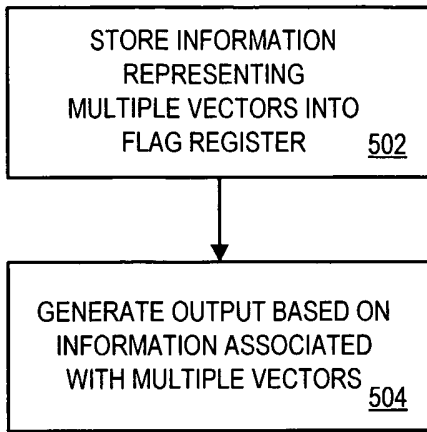 STORE INFORMATION
REPRESENTING
MULTIPLE VECTORS INTO
FLAG REGISTER
502
GENERATE OUTPUT BASED ON
INFORMATION ASSOCIATED
WITH MULTIPLE VECTORS
504